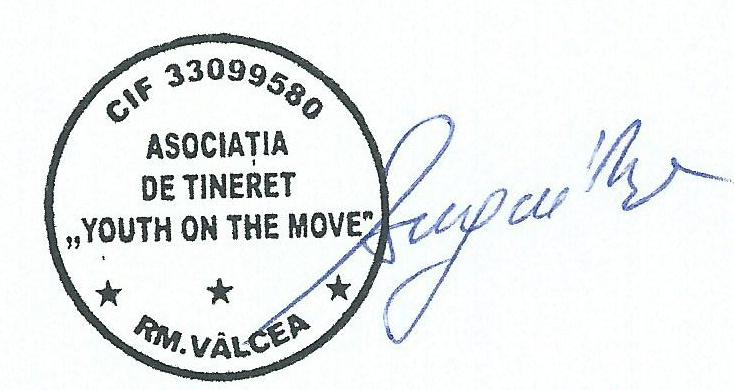 CIF 33099580
ASOCIAȚIA
DE TINERET
„YOUTH ON THE MOVE”
RM.VÂLCEA